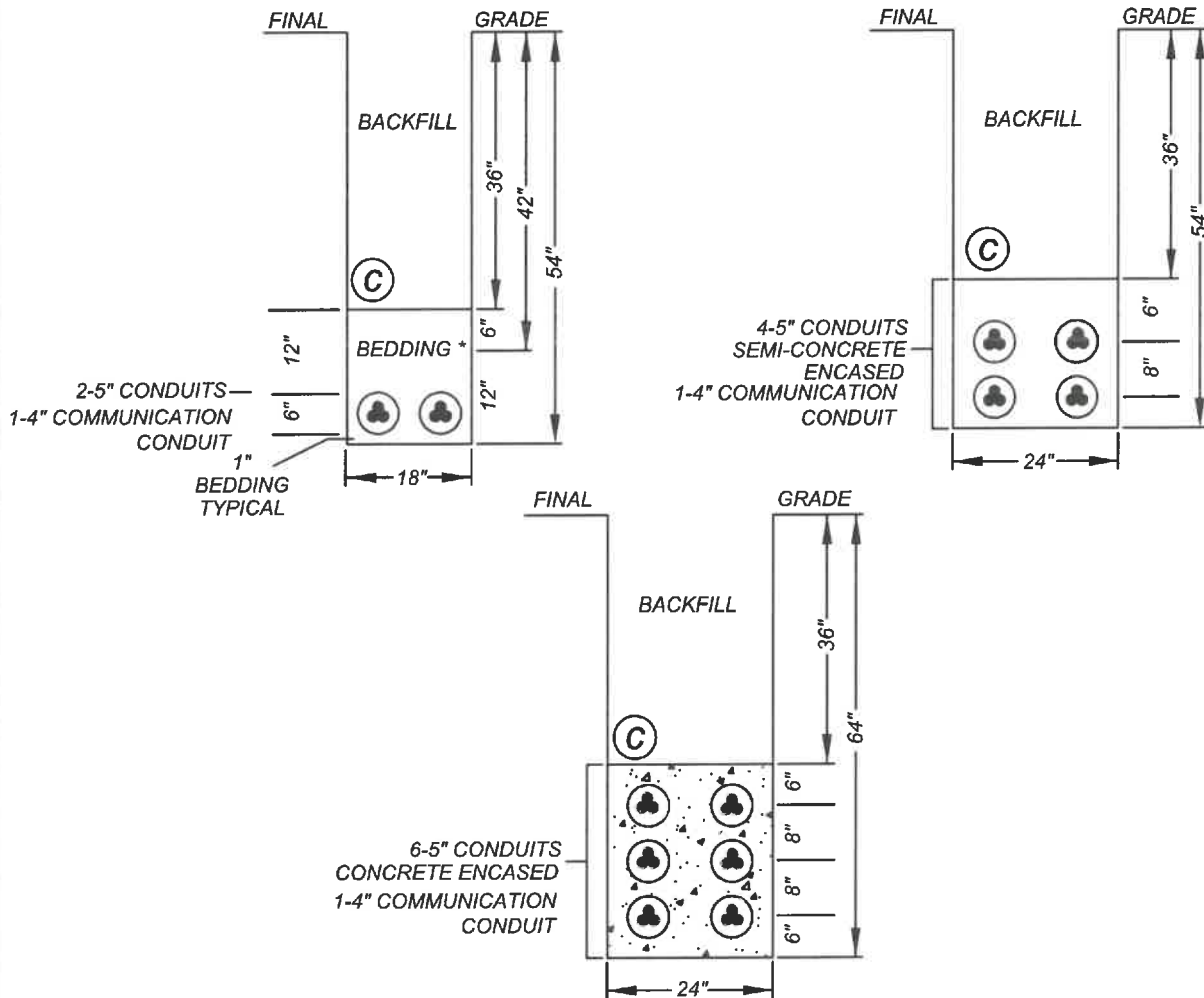 FINAL
GRADE
BACKFILL
36"
42"
54"
C
12"
6"
BEDDING *
12"
6"
2-5" CONDUITS
1-4" COMMUNICATION
CONDUIT
1"
BEDDING
TYPICAL
18"
FINAL
GRADE
BACKFILL
36"
54"
C
4-5" CONDUITS
SEMI-CONCRETE
ENCASED
1-4" COMMUNICATION
CONDUIT
6"
8"
24"
FINAL
GRADE
BACKFILL
36"
64"
C
6-5" CONDUITS
CONCRETE ENCASED
1-4" COMMUNICATION
CONDUIT
6"
8"
8"
6"
24"